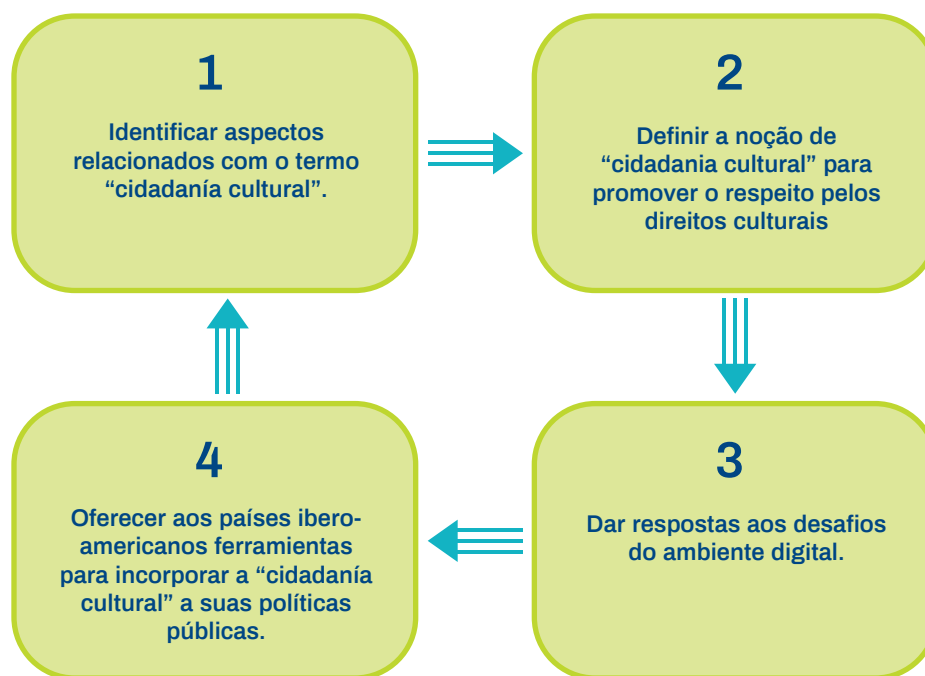 1
Identificar aspectos
relacionados com o termo
“cidadanía cultural”.
2
Definir a noção de
“cidadania cultural” para
promover o respeito pelos
direitos culturais
3
Dar respostas aos desafios
do ambiente digital.
4
Oferecer aos países ibero-
americanos ferramientas
para incorporar a “cidadanía
cultural” a suas políticas
públicas.